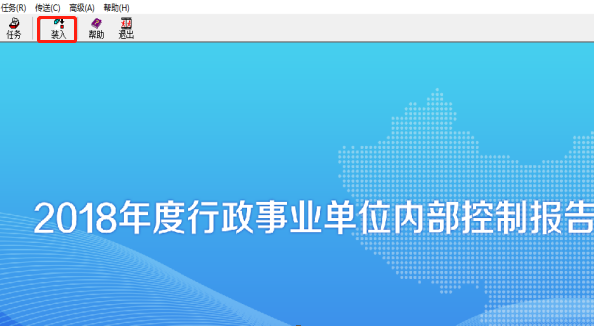 任务(R) 传送(C) 高级(A) 帮助(H)
任务 装入 帮助 退出
2018年度行政事业单位内部控制报告